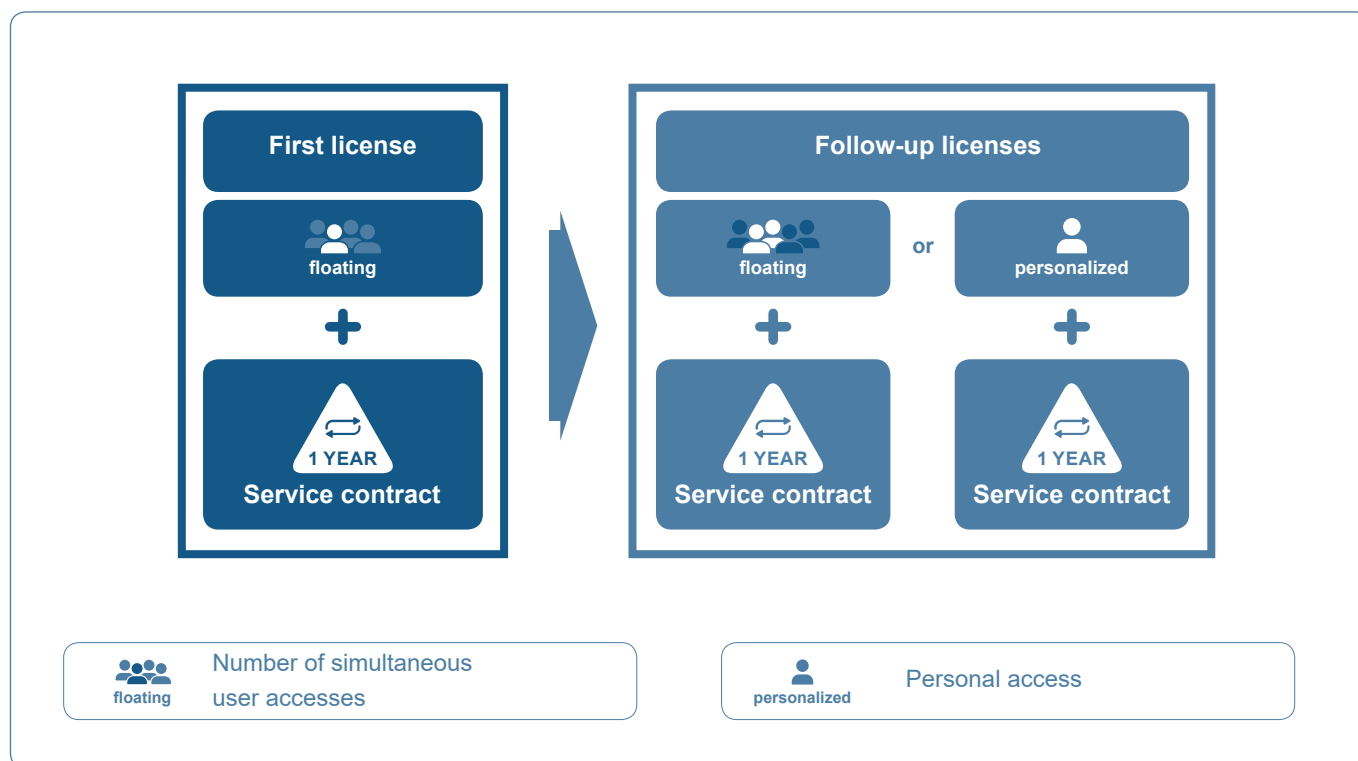 First license
floating
1 YEAR
Service contract
Follow-up licenses
floating
or
personalized
1 YEAR
Service contract
1 YEAR
Service contract
floating
Number of simultaneous
user accesses
personalized
Personal access